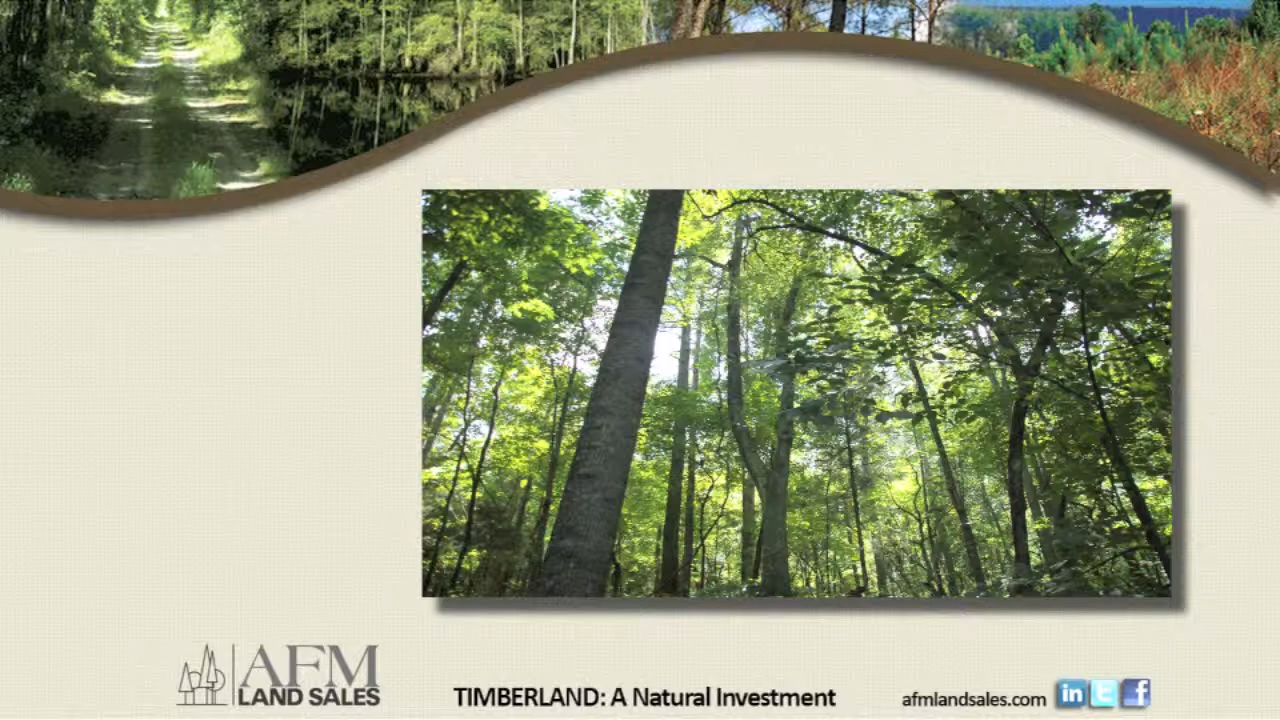 AFM
LAND SALES
TIMBERLAND: A Natural Investment
afmlandsales.com
in t f